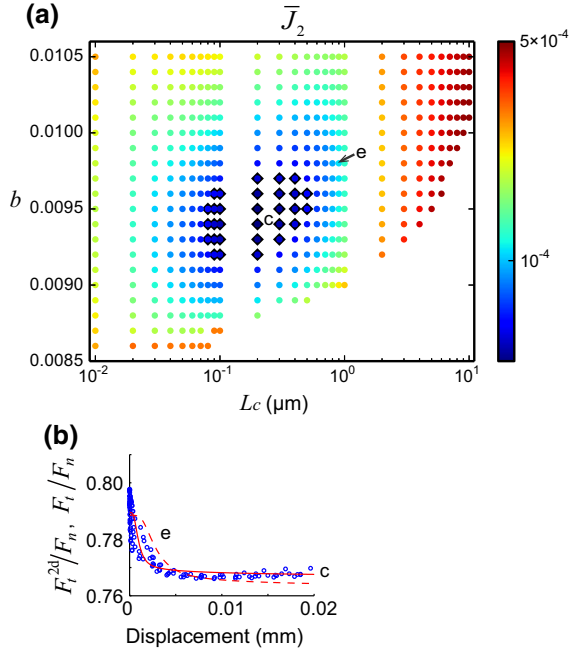 (a)
J̅₂
0.0105
0.0100
b
0.0095
0.0090
0.0085
10⁻² 10⁻¹ 10⁰ 10¹
Lc (μm)
e
c
5×10⁻⁴
10⁻⁴
(b)
0.80
0.78
0.76
Fₜ²ᵈ/Fₙ, Fₜ/Fₙ
e
c
0 0.01 0.02
Displacement (mm)